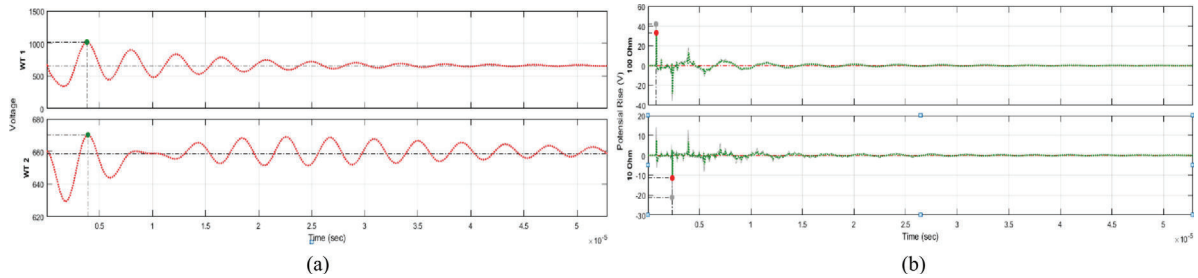 1500
1000
500
0
WT 1
Voltage
680
660
640
620
WT 2
0.5 1 1.5 2 2.5 3 3.5 4 4.5 5
Time (sec)
×10⁻⁵
(a)
60
40
20
0
-20
-40
100 Ohm
Potensial Rise (V)
20
10
0
-10
-20
-30
10 Ohm
0.5 1 1.5 2 2.5 3 3.5 4 4.5 5
Time (sec)
×10⁻⁵
(b)